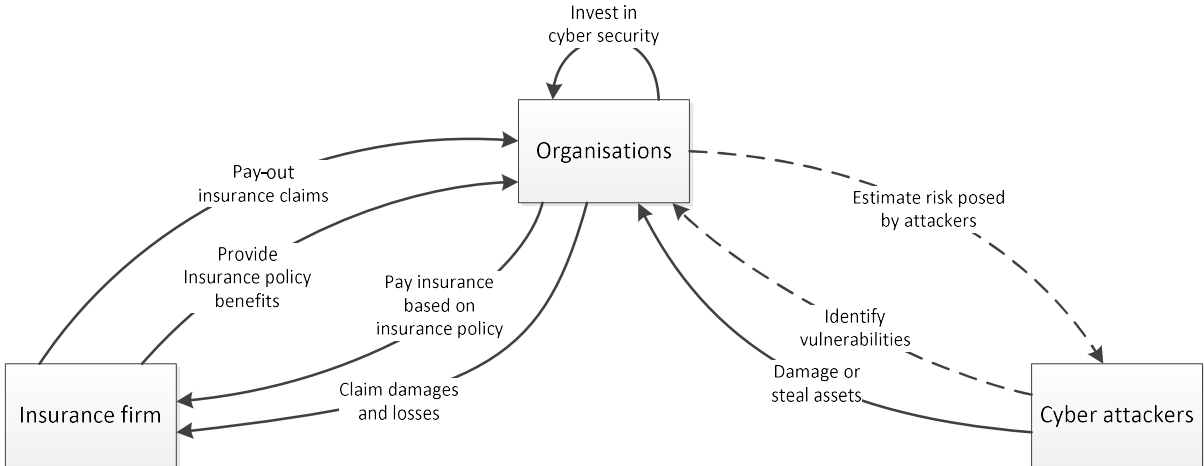 Invest in
cyber security
Organisations
Pay-out
insurance claims
Estimate risk posed
by attackers
Provide
Insurance policy
benefits
Pay insurance
based on
insurance policy
Identify
vulnerabilities
Claim damages
and losses
Damage or
steal assets
Insurance firm
Cyber attackers